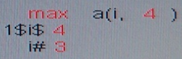 max a(i, 4 )
1$i$ 4
i# 3